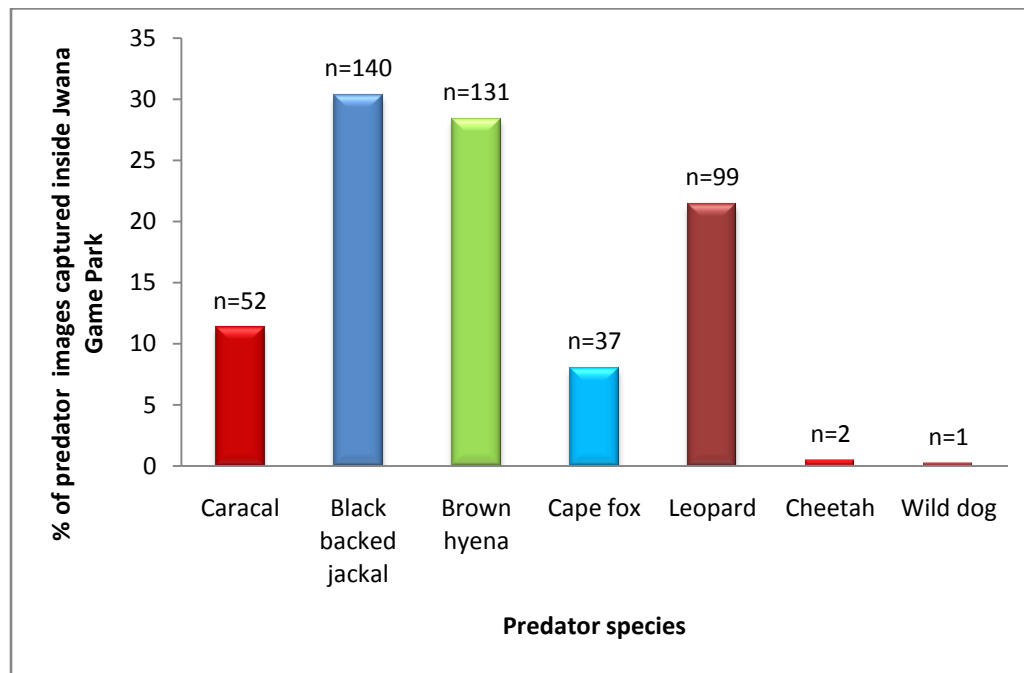 % of predator images captured inside Jwana
Game Park
35
30
25
20
15
10
5
0
n=52
n=140
n=131
n=37
n=99
n=2
n=1
Caracal
Black
backed
jackal
Brown
hyena
Cape fox
Leopard
Cheetah
Wild dog
Predator species